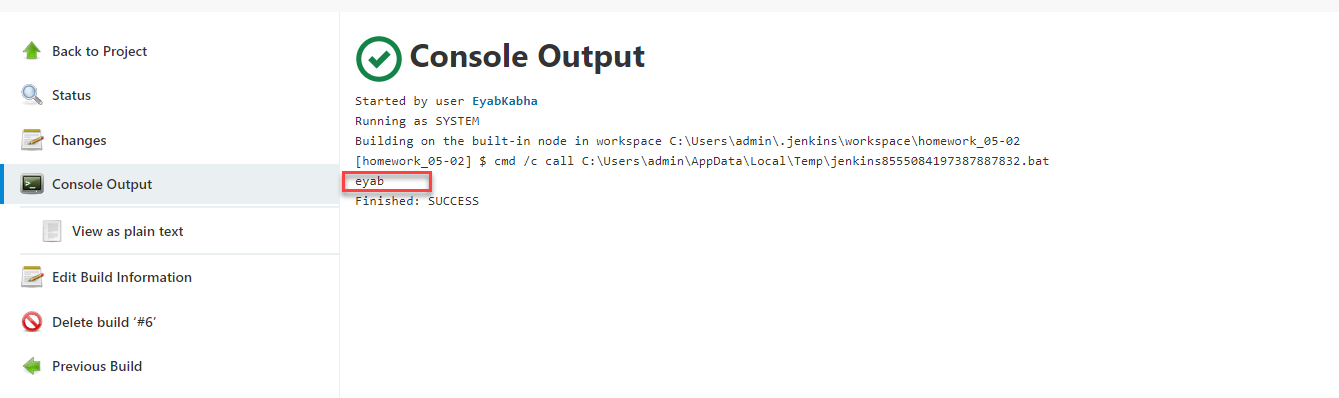 Back to Project
Status
Changes
Console Output
View as plain text
Edit Build Information
Delete build ‘#6’
Previous Build
Console Output
Started by user EyabKabha
Running as SYSTEM
Building on the built-in node in workspace C:\Users\admin\.jenkins\workspace\homework_05-02
[homework_05-02] $ cmd /c call C:\Users\admin\AppData\Local\Temp\jenkins8555084197387887832.bat
eyab
Finished: SUCCESS